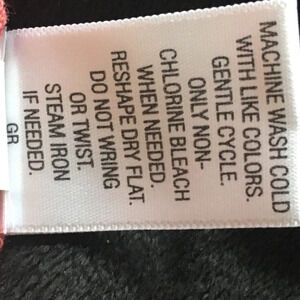 MACHINE WASH COLD
WITH LIKE COLORS.
GENTLE CYCLE.
ONLY NON-
CHLORINE BLEACH
WHEN NEEDED.
RESHAPE DRY FLAT.
DO NOT WRING
OR TWIST.
STEAM IRON
IF NEEDED.
GR